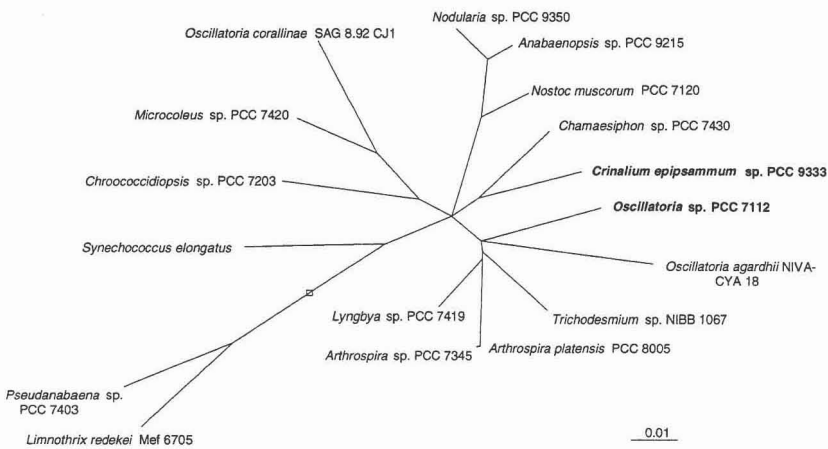 Nodularia sp. PCC 9350
Oscillatoria corallinae SAG 8.92 CJ1
Anabaenopsis sp. PCC 9215
Nostoc muscorum PCC 7120
Microcoleus sp. PCC 7420
Chamaesiphon sp. PCC 7430
Crinalium epipsammum sp. PCC 9333
Chroococcidiopsis sp. PCC 7203
Oscillatoria sp. PCC 7112
Synechococcus elongatus
Oscillatoria agardhii NIVA-
CYA 18
Lyngbya sp. PCC 7419
Trichodesmium sp. NIBB 1067
Arthrospira sp. PCC 7345
Arthrospira platensis PCC 8005
Pseudanabaena sp.
PCC 7403
Limnothrix redekei Mef 6705
0.01